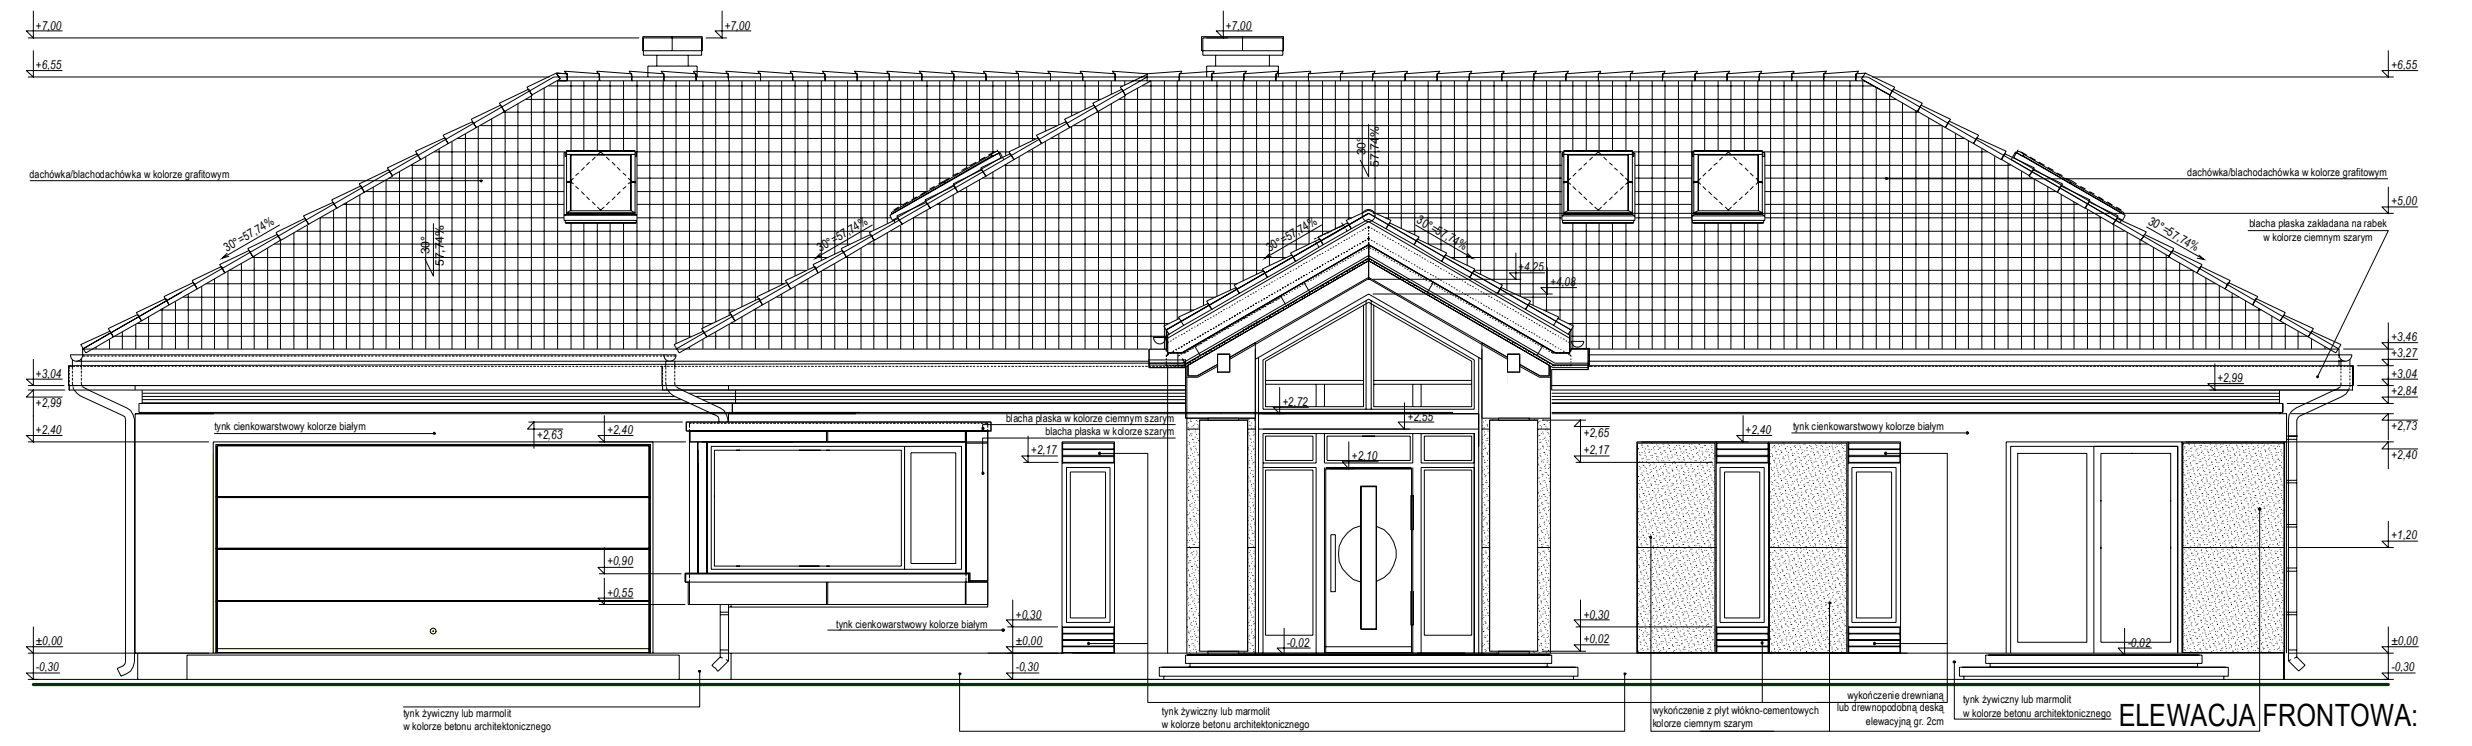 +7,00
+7,00
+7,00
+6,55
+6,55
dachówka/blachodachówka w kolorze grafitowym
dachówka/blachodachówka w kolorze grafitowym
30°
57,74%
+5,00
blacha płaska zakładana na rąbek
w kolorze ciemnym szarym
30°=57,74%
30°
57,74%
30°=57,74%
30°=57,74%
30°=57,74%
30°=57,74%
+4,25
+4,08
+3,46
+3,27
+3,04
+3,04
+2,99
+2,84
+2,99
+2,72
+2,55
blacha płaska w kolorze ciemnym szarym
blacha płaska w kolorze szarym
tynk cienkowarstwowy kolorze białym
+2,63
+2,40
+2,40
+2,65
+2,40
tynk cienkowarstwowy kolorze białym
+2,73
+2,17
+2,10
+2,17
+2,40
+1,20
+0,90
+0,55
tynk cienkowarstwowy kolorze białym
+0,30
+0,30
±0,00
±0,00
-0,02
+0,02
-0,02
±0,00
-0,30
-0,30
-0,30
tynk żywiczny lub marmolit
w kolorze betonu architektonicznego
tynk żywiczny lub marmolit
w kolorze betonu architektonicznego
wykończenie z płyt włókno-cementowych
kolorze ciemnym szarym
wykończenie drewnianą
lub drewnopodobną deską
elewacyjną gr. 2cm
tynk żywiczny lub marmolit
w kolorze betonu architektonicznego
ELEWACJA FRONTOWA: